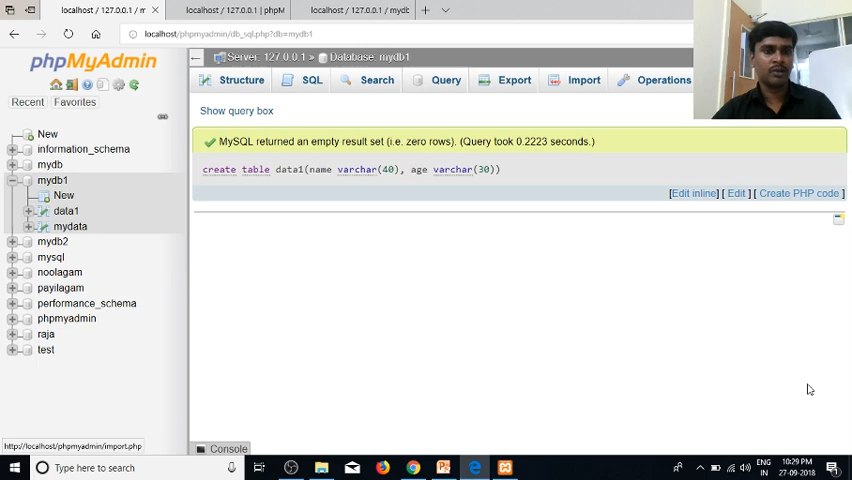 localhost / 127.0.0.1 / m
localhost / 127.0.0.1 | phpM
localhost / 127.0.0.1 / mydb
localhost/phpmyadmin/db_sql.php?db=mydb1
phpMyAdmin
Recent
Favorites
New
information_schema
mydb
mydb1
New
data1
mydata
mydb2
mysql
noolagam
payilagam
performance_schema
phpmyadmin
raja
test
http://localhost/phpmyadmin/import.php
Server: 127.0.0.1 » Database: mydb1
Structure
SQL
Search
Query
Export
Import
Operations
Show query box
MySQL returned an empty result set (i.e. zero rows). (Query took 0.2223 seconds.)
create table data1(name varchar(40), age varchar(30))
[Edit inline] [ Edit ] [ Create PHP code ]
Console
Type here to search
ENG
IN
10:29 PM
27-09-2018